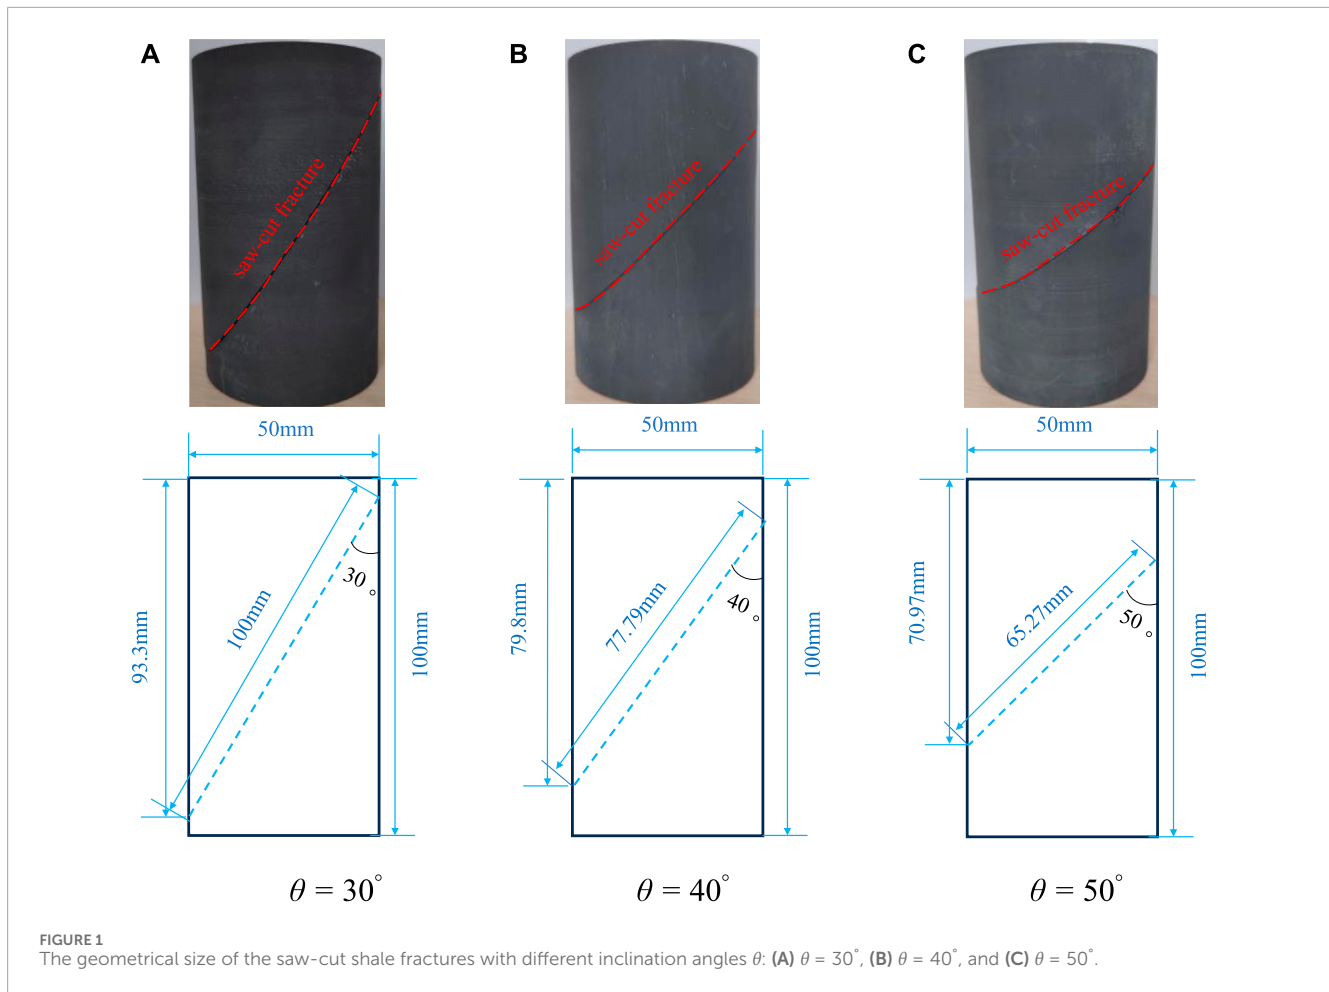 A
B
C
saw-cut fracture
saw-cut fracture
saw-cut fracture
50mm
50mm
50mm
93.3mm
100mm
30°
100mm
79.8mm
77.79mm
40°
100mm
70.97mm
65.27mm
50°
100mm
θ = 30°
θ = 40°
θ = 50°
FIGURE 1
The geometrical size of the saw-cut shale fractures with different inclination angles θ: (A) θ = 30°, (B) θ = 40°, and (C) θ = 50°.